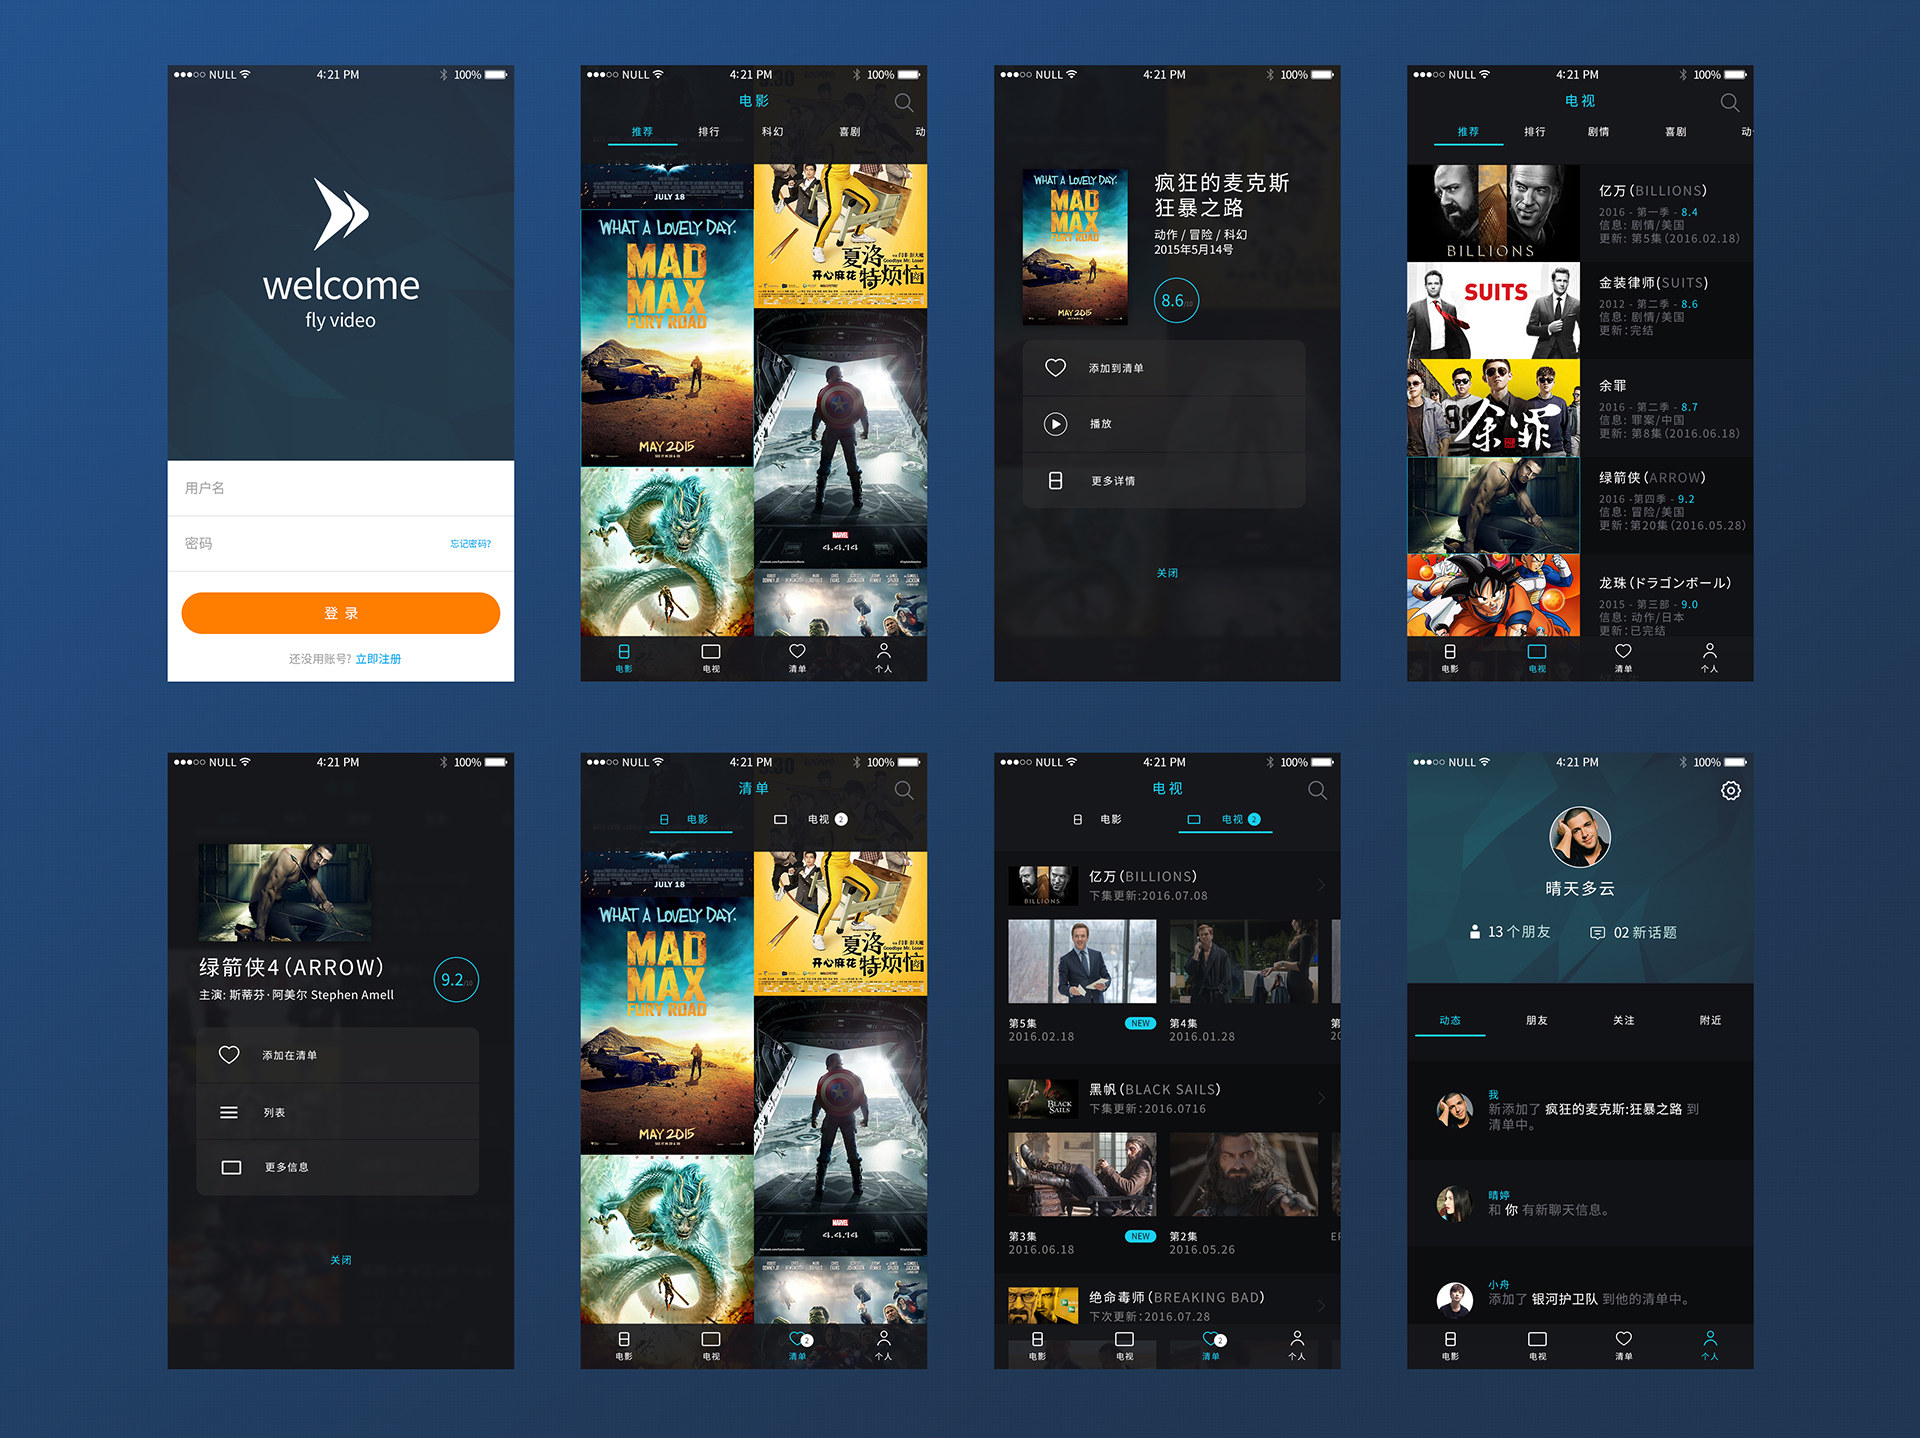 NULL 4:21 PM 100%
welcome
fly video
用户名
密码 忘记密码?
登录
还没用账号? 立即注册
NULL 4:21 PM 100%
电影
推荐 排行 科幻 喜剧 动
JULY 18
WHAT A LOVELY DAY.
MAD
MAX
FURY ROAD
MAY 2015
夏洛
Goodbye Mr. Loser
开心麻花 特烦恼
MARVEL
4.4.14
电影 电视 清单 个人
NULL 4:21 PM 100%
WHAT A LOVELY DAY.
MAD
MAX
FURY ROAD
MAY 2015
疯狂的麦克斯
狂暴之路
动作 / 冒险 / 科幻
2015年5月14号
8.6/10
添加到清单
播放
更多详情
关闭
NULL 4:21 PM 100%
电视
推荐 排行 剧情 喜剧 动
BILLIONS
亿万(BILLIONS)
2016 - 第一季 - 8.4
信息: 剧情/美国
更新: 第5集(2016.02.18)
SUITS
金装律师(SUITS)
2012 - 第二季 - 8.6
信息: 剧情/美国
更新:完结
余罪
余罪
2016 - 第二季 - 8.7
信息: 罪案/中国
更新: 第8集(2016.06.18)
绿箭侠(ARROW)
2016 -第四季 - 9.2
信息: 冒险/美国
更新:第20集(2016.05.28)
龙珠(ドラゴンボール)
2015 - 第三部 - 9.0
信息: 动作/日本
更新:已完结
电影 电视 清单 个人
NULL 4:21 PM 100%
绿箭侠4(ARROW)
主演: 斯蒂芬·阿美尔 Stephen Amell
9.2/10
添加在清单
列表
更多信息
关闭
NULL 4:21 PM 100%
清单
电影 电视 2
JULY 18
WHAT A LOVELY DAY.
MAD
MAX
FURY ROAD
MAY 2015
夏洛
Goodbye Mr. Loser
开心麻花 特烦恼
MARVEL
4.4.14
电影 电视 清单 2 个人
NULL 4:21 PM 100%
电视
电影 电视 2
BILLIONS
亿万(BILLIONS)
下集更新:2016.07.08
第5集 NEW 第4集 第
2016.02.18 2016.01.28 20
BLACK
SAILS
黑帆(BLACK SAILS)
下集更新:2016.0716
第3集 NEW 第2集
2016.06.18 2016.05.26
绝命毒师(BREAKING BAD)
下次更新:2016.07.28
电影 电视 清单 2 个人
NULL 4:21 PM 100%
晴天多云
13个朋友 02新话题
动态 朋友 关注 附近
我
新添加了 疯狂的麦克斯:狂暴之路 到
清单中。
晴婷
和 你 有新聊天信息。
小舟
添加了 银河护卫队 到他的清单中。
电影 电视 清单 个人